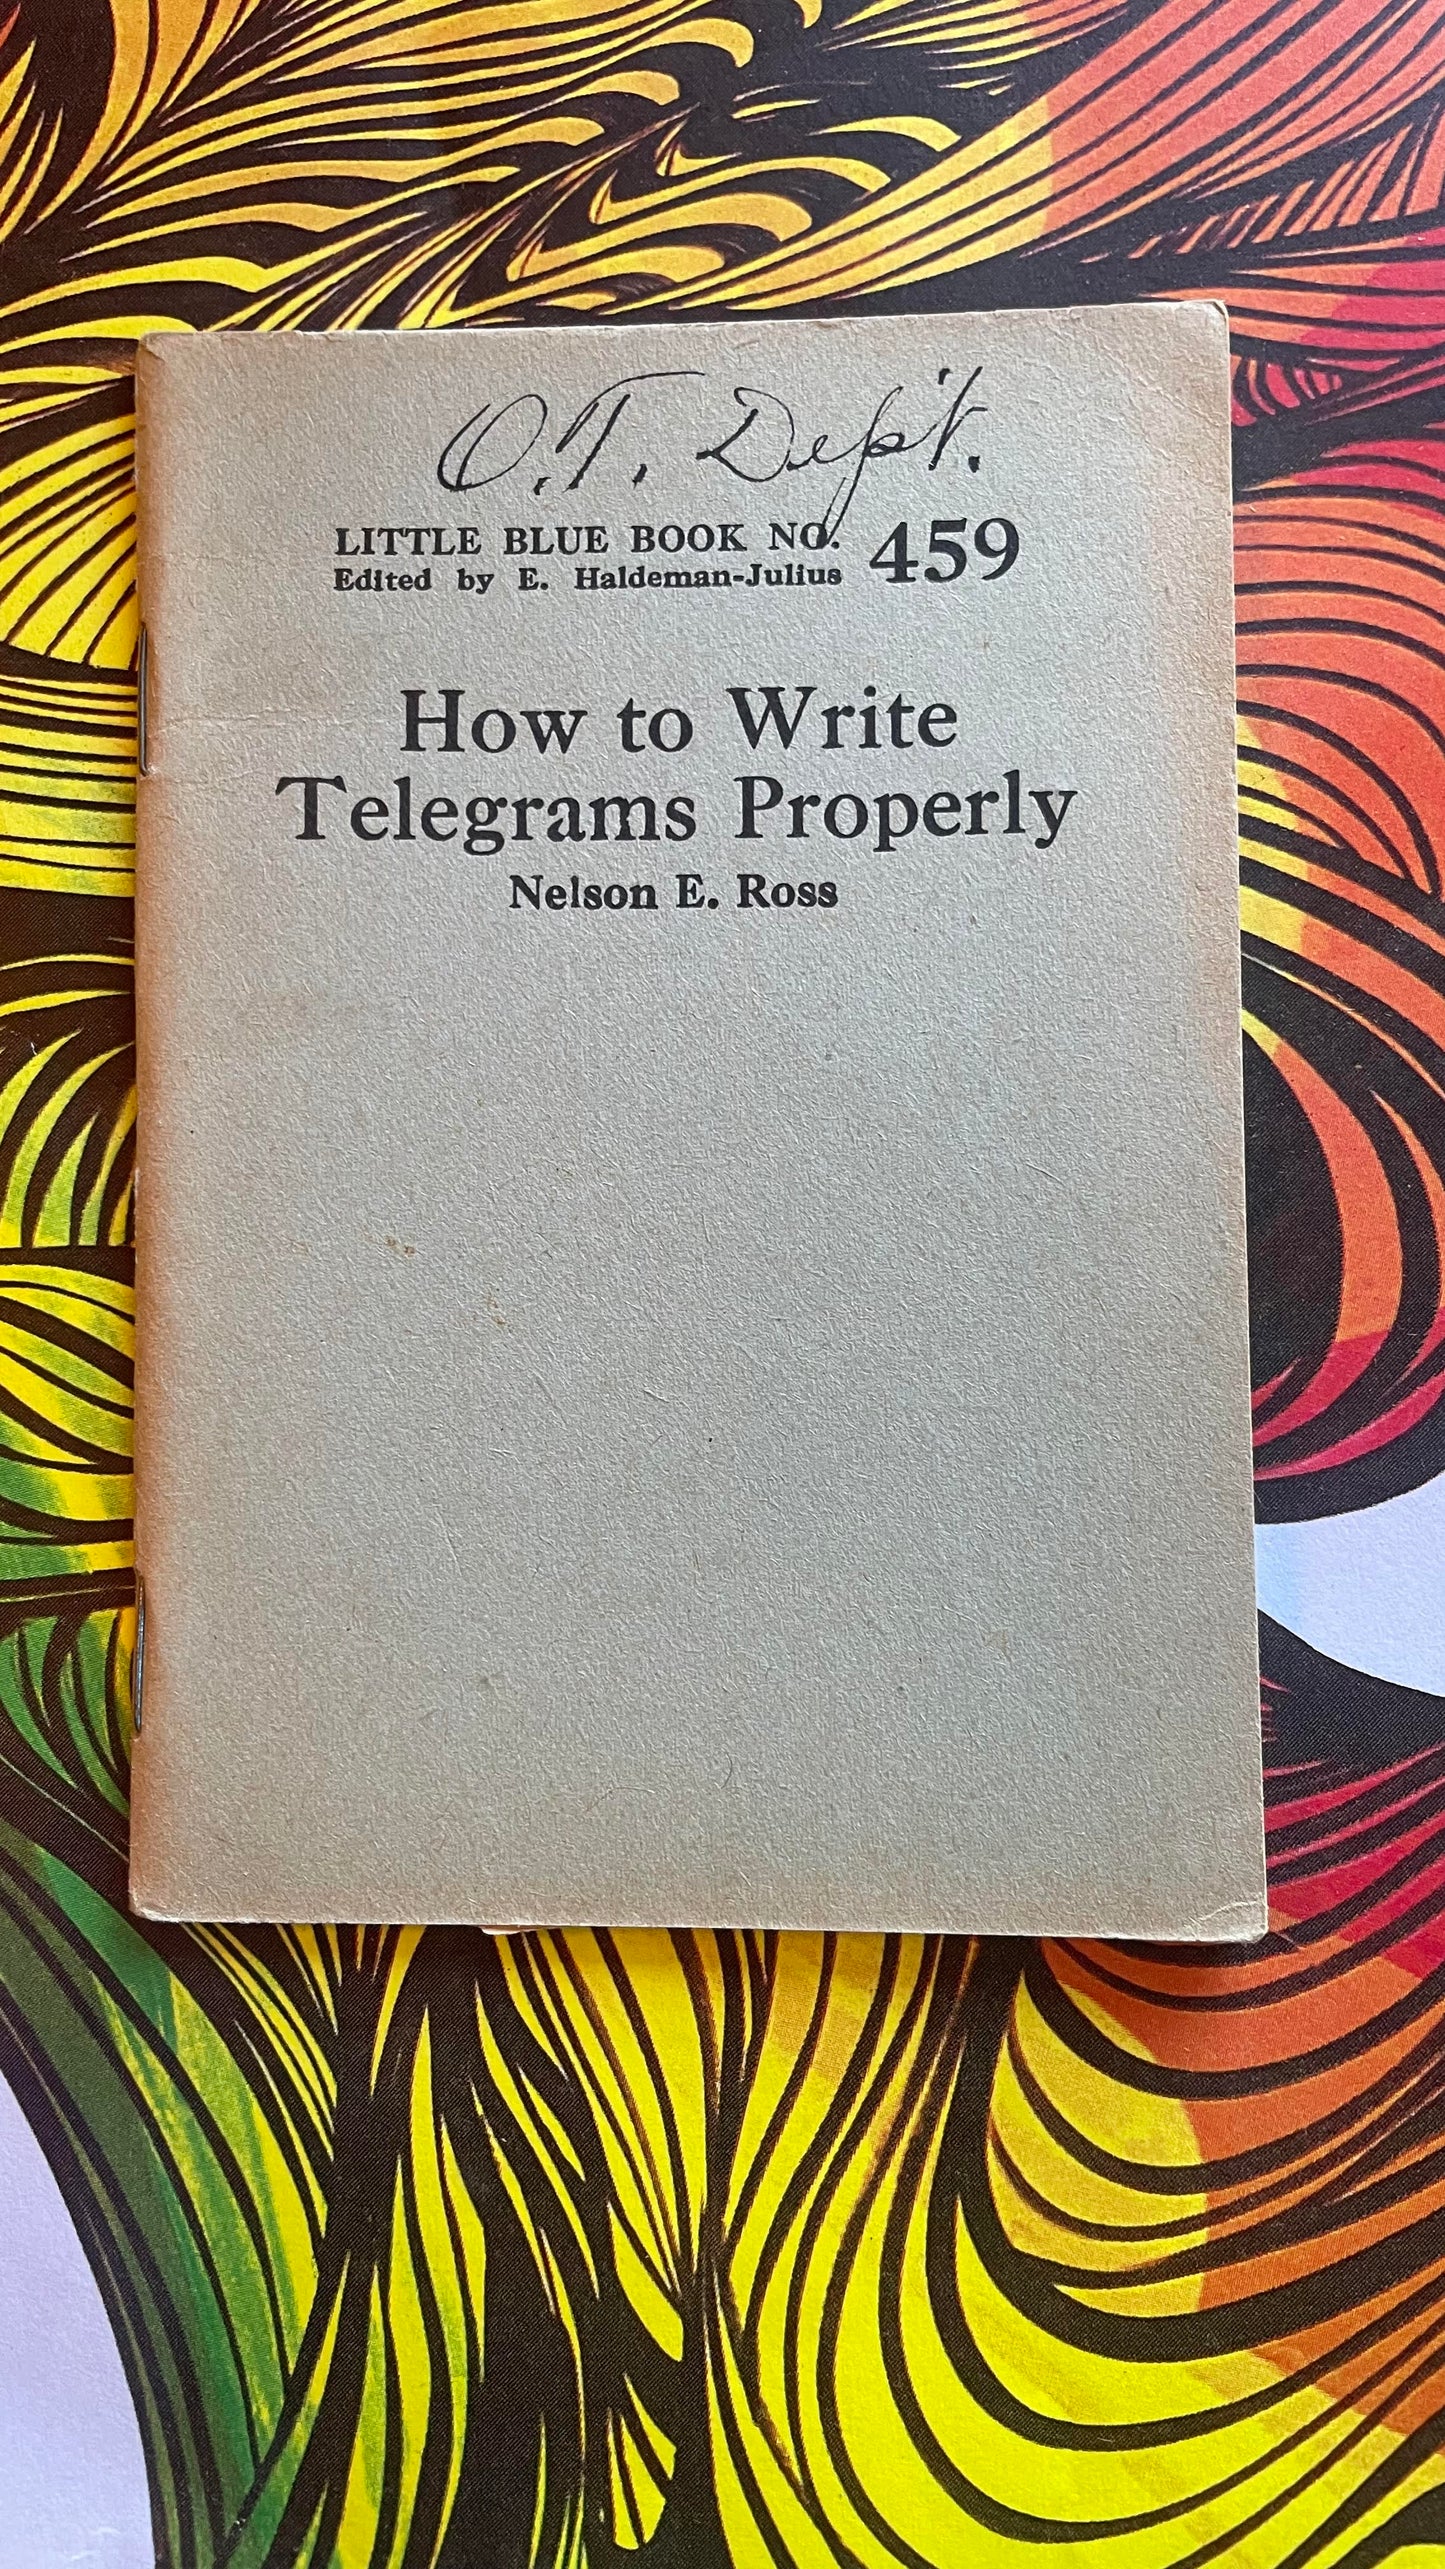 O.T. Dep't.
LITTLE BLUE BOOK NO. 459
Edited by E. Haldeman-Julius
How to Write
Telegrams Properly
Nelson E. Ross